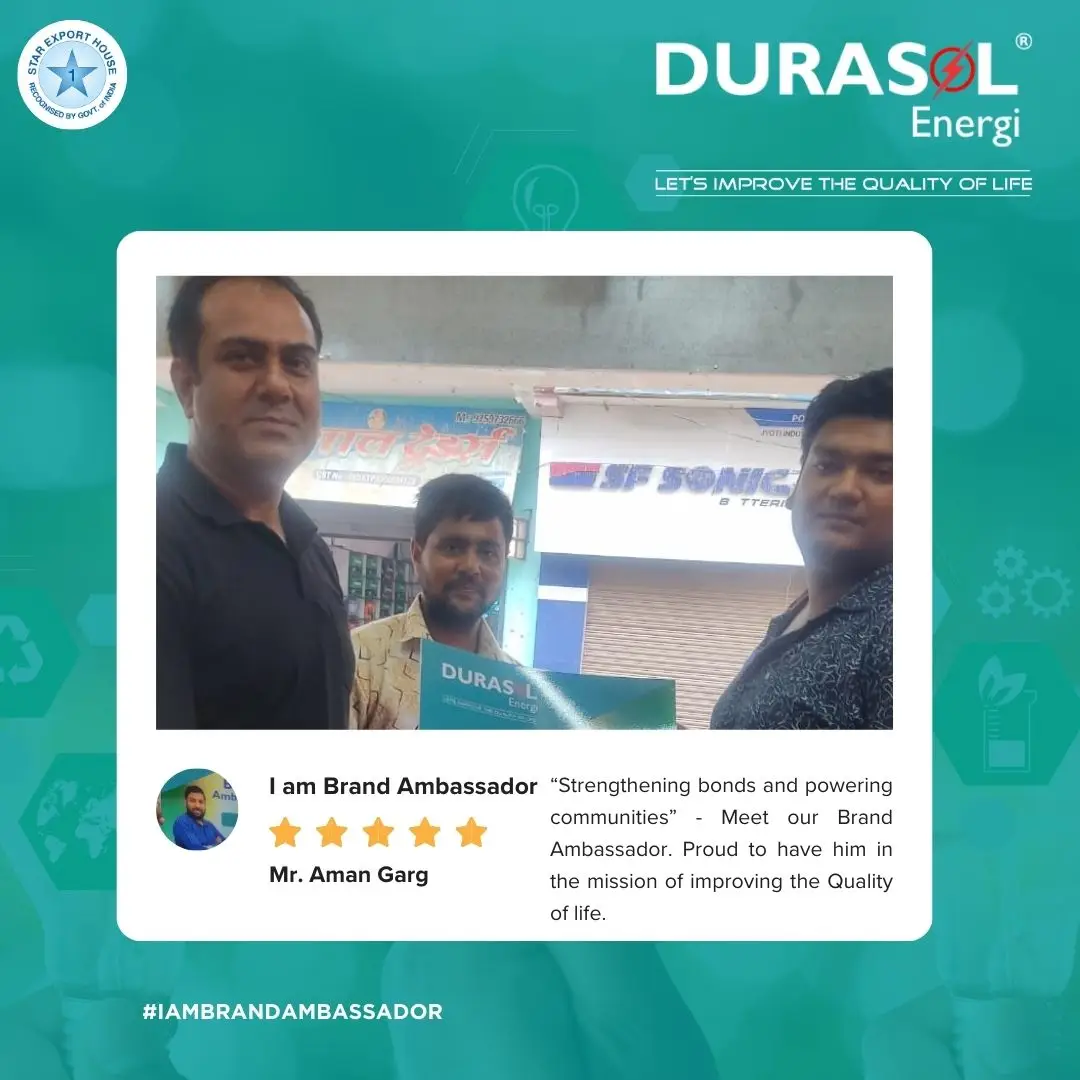 STAR EXPORT HOUSE
1
RECOGNISED BY GOVT. of INDIA
DURASOL®
Energi
LET'S IMPROVE THE QUALITY OF LIFE
ट्रेडर्स
SF SONIC
DURASOL
Energi
I am Brand Ambassador
Mr. Aman Garg
“Strengthening bonds and powering
communities” - Meet our Brand
Ambassador. Proud to have him in
the mission of improving the Quality
of life.
#IAMBRANDAMBASSADOR